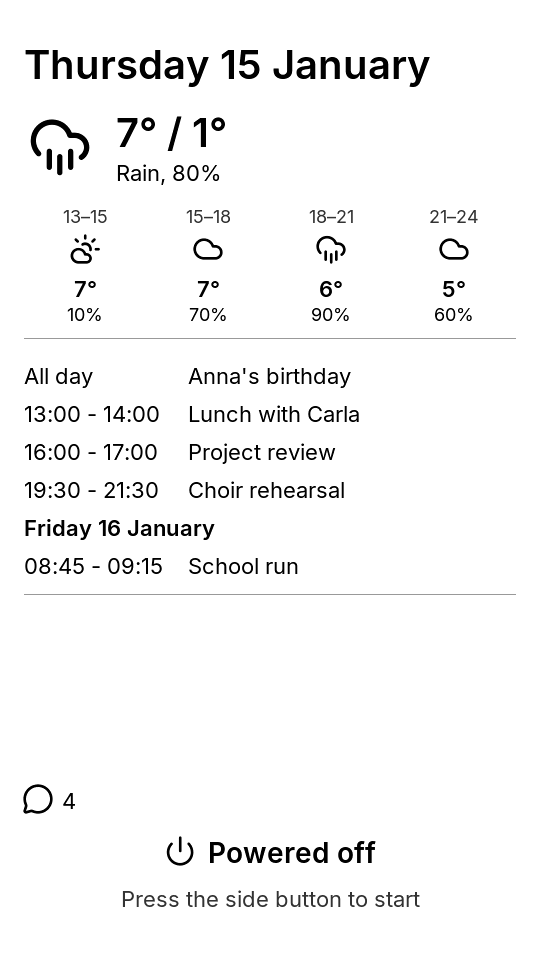 Thursday 15 January
7° / 1°
Rain, 80%
13–15 15–18 18–21 21–24
7° 7° 6° 5°
10% 70% 90% 60%
All day Anna's birthday
13:00 - 14:00 Lunch with Carla
16:00 - 17:00 Project review
19:30 - 21:30 Choir rehearsal
Friday 16 January
08:45 - 09:15 School run
4
Powered off
Press the side button to start